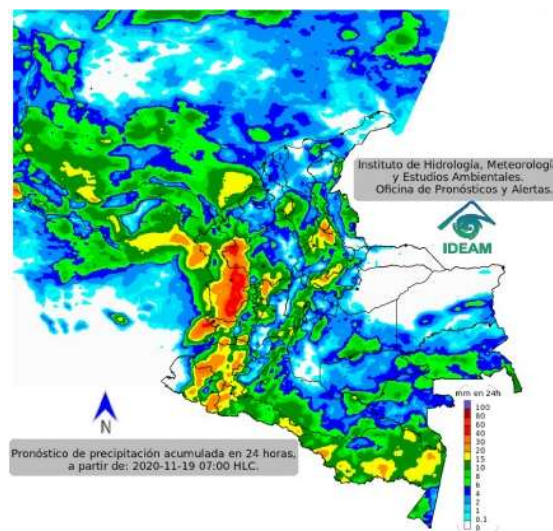 Instituto de Hidrología, Meteorología
y Estudios Ambientales.
Oficina de Pronósticos y Alertas.
IDEAM
mm en 24h
100
80
60
40
30
20
15
10
8
6
4
2
1
0.1
0
N
Pronóstico de precipitación acumulada en 24 horas,
a partir de: 2020-11-19 07:00 HLC.